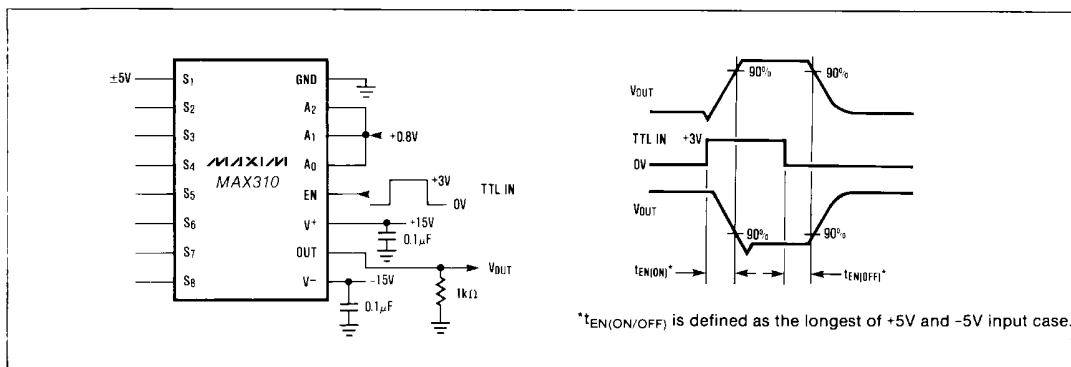 ±5V
S1
S2
S3
S4
S5
S6
S7
S8
MAXIM
MAX310
GND
A2
A1
A0
EN
V+
OUT
V−
+0.8V
+3V
0V
TTL IN
+15V
0.1μF
VOUT
−15V
0.1μF
1kΩ
VOUT
90%
90%
TTL IN +3V
0V
VOUT
90%
90%
tEN(ON)*
tEN(OFF)*
*tEN(ON/OFF) is defined as the longest of +5V and −5V input case.